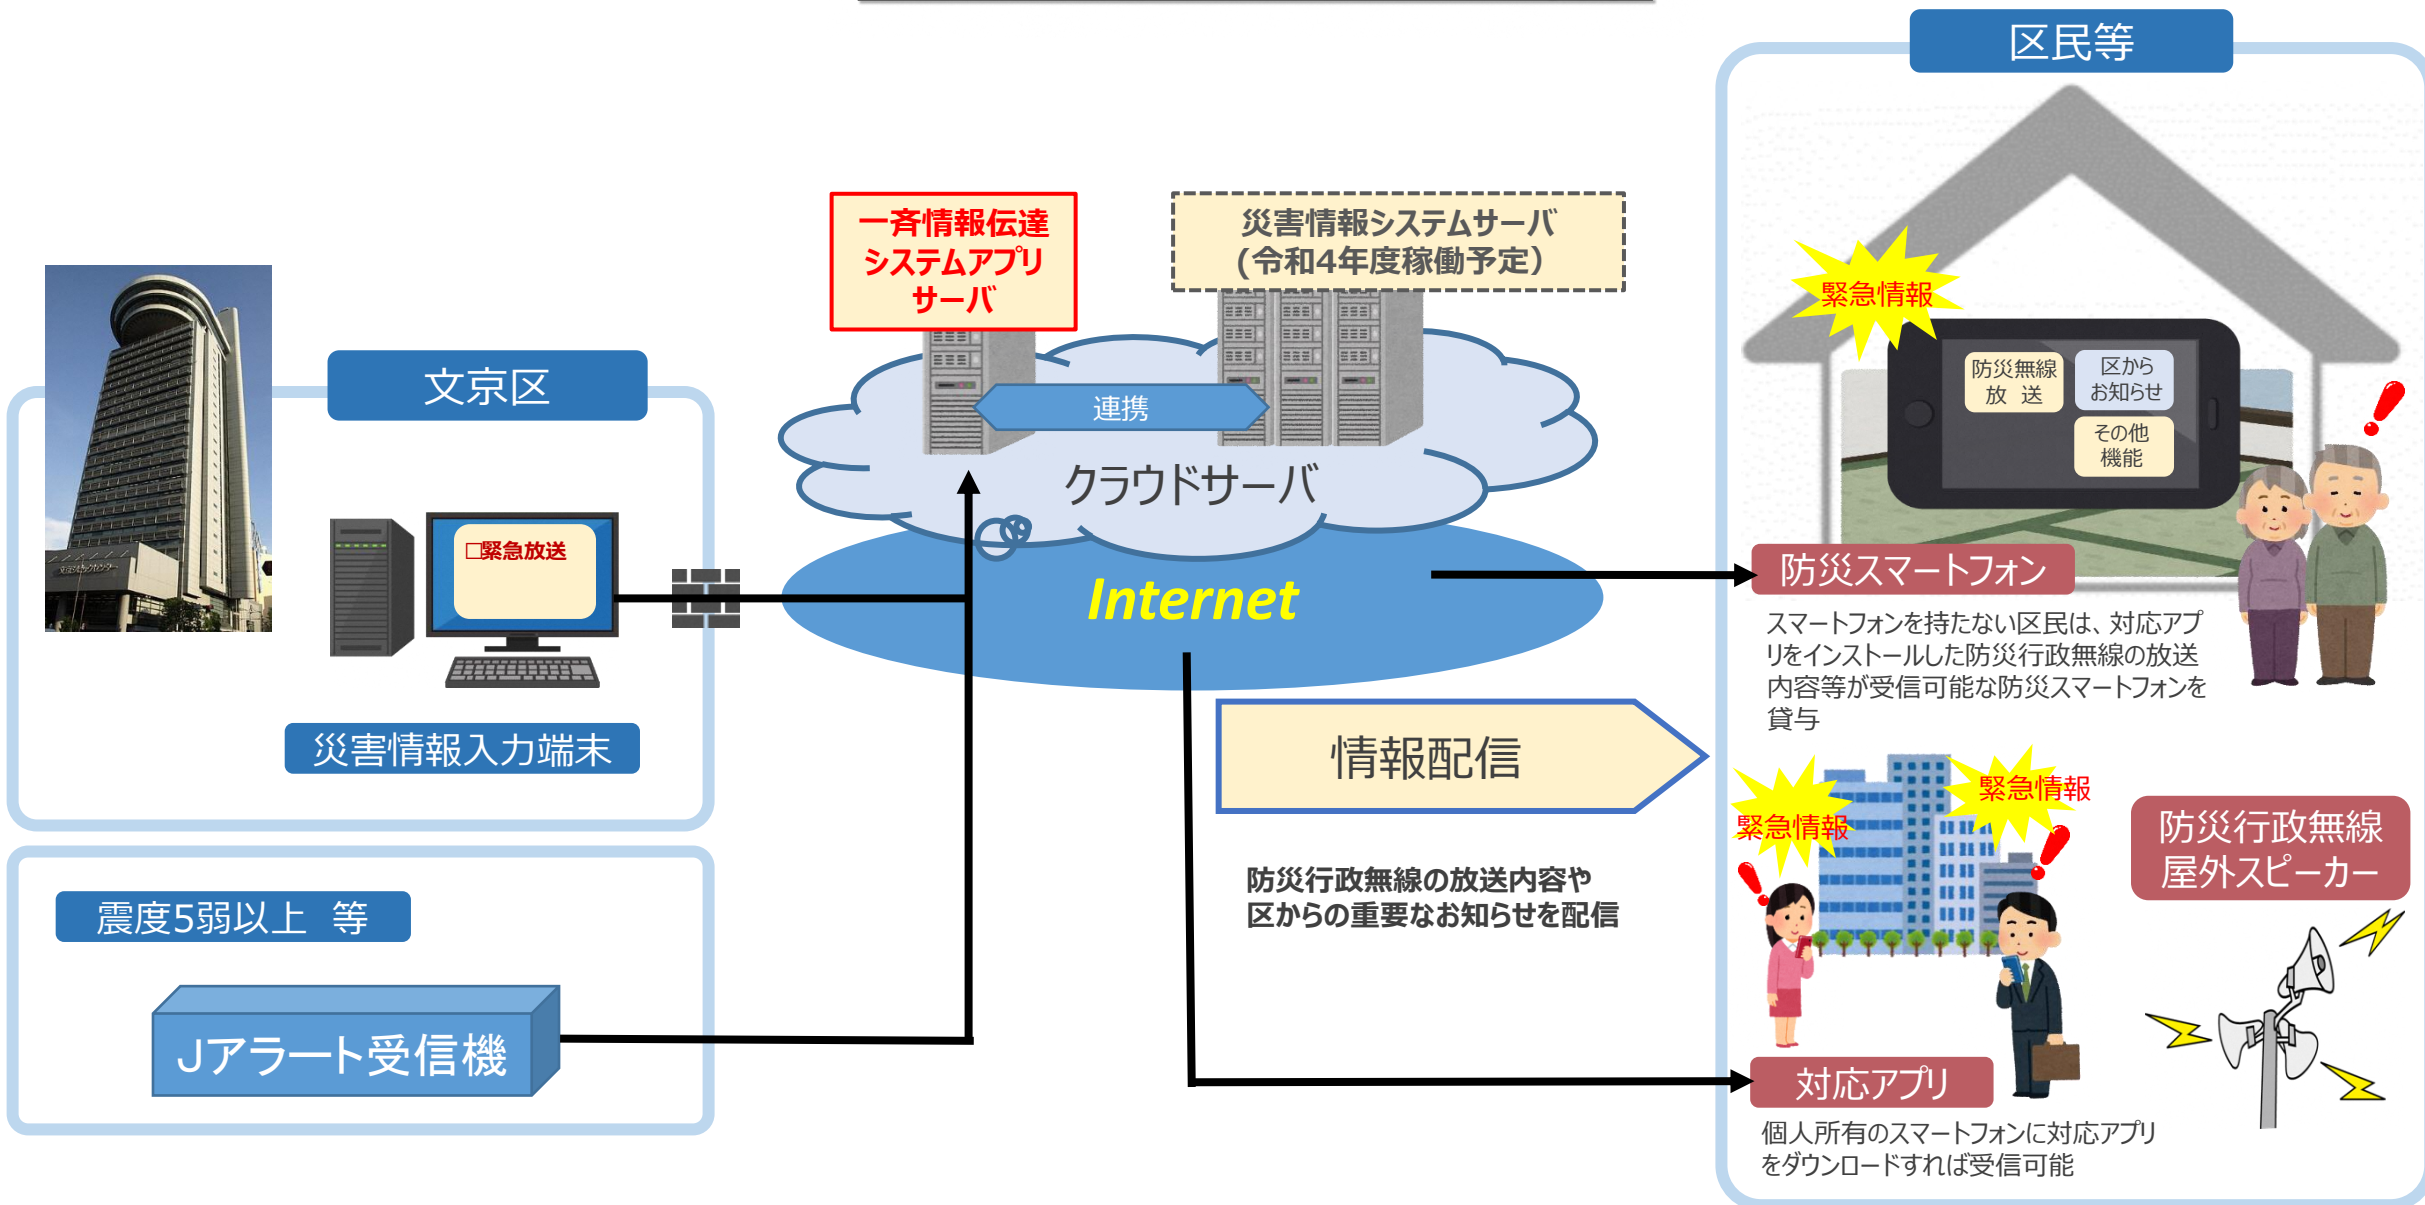 区民等
一斉情報伝達
システムアプリ
サーバ
災害情報システムサーバ
(令和4年度稼働予定)
緊急情報
防災無線
放 送
区から
お知らせ
その他
機能
文京区
連携
クラウドサーバ
□緊急放送
Internet
防災スマートフォン
スマートフォンを持たない区民は、対応アプ
リをインストールした防災行政無線の放送
内容等が受信可能な防災スマートフォンを
貸与
災害情報入力端末
情報配信
緊急情報
緊急情報
防災行政無線
屋外スピーカー
防災行政無線の放送内容や
区からの重要なお知らせを配信
震度5弱以上 等
Jアラート受信機
対応アプリ
個人所有のスマートフォンに対応アプリ
をダウンロードすれば受信可能